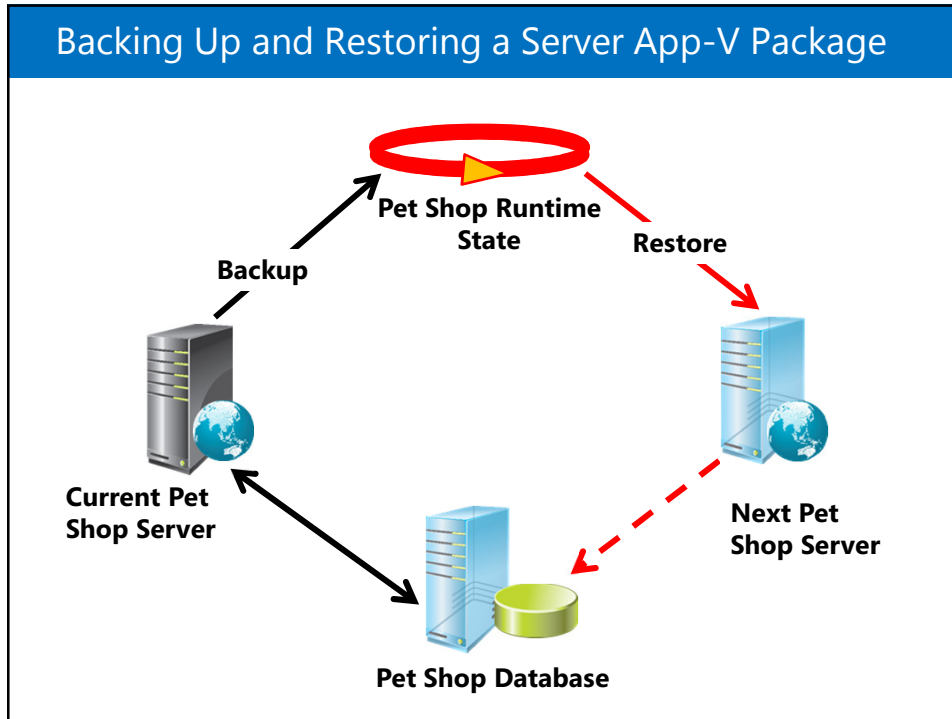 Backing Up and Restoring a Server App-V Package
Pet Shop Runtime
State
Backup
Restore
Current Pet
Shop Server
Next Pet
Shop Server
Pet Shop Database